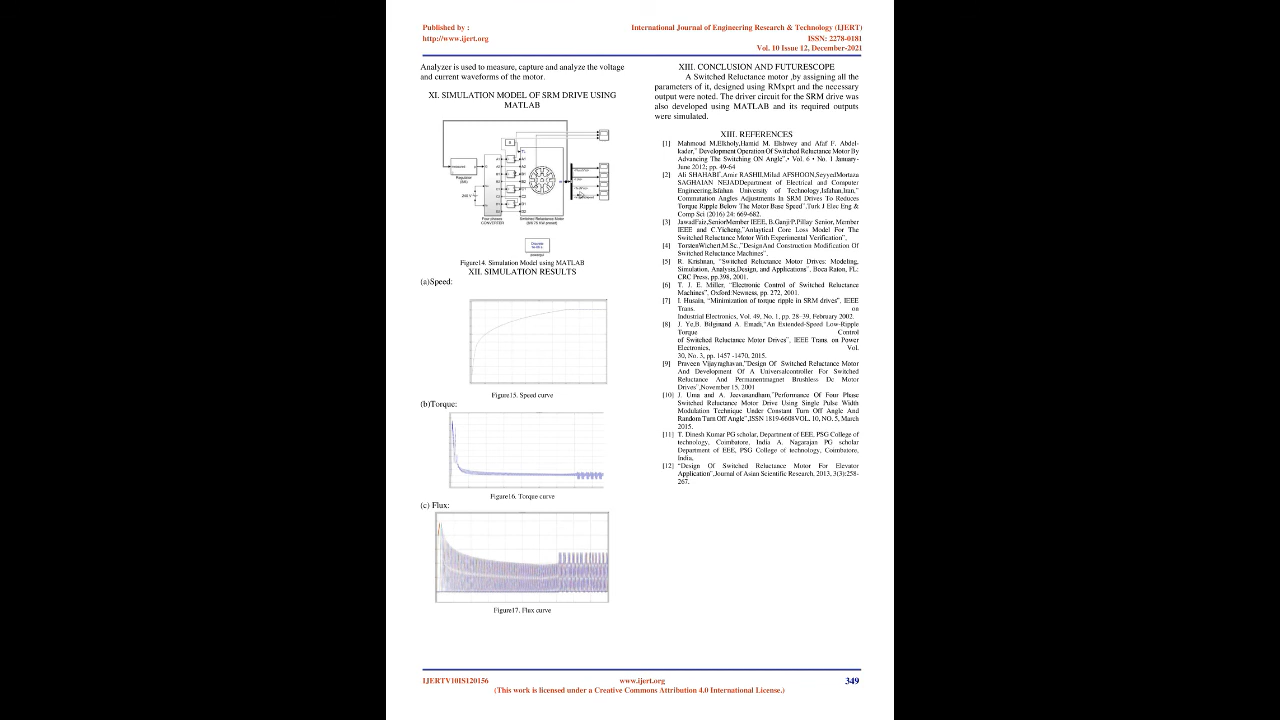 Published by :
http://www.ijert.org
International Journal of Engineering Research & Technology (IJERT)
ISSN: 2278-0181
Vol. 10 Issue 12, December-2021
Analyzer is used to measure, capture and analyze the voltage
and current waveforms of the motor.
XI. SIMULATION MODEL OF SRM DRIVE USING
MATLAB
Regulator
240 V
Four phases
CONVERTER
Switched Reluctance Motor
Discrete
powergui
Figure14. Simulation Model using MATLAB
XII. SIMULATION RESULTS
(a)Speed:
Figure15. Speed curve
(b)Torque:
Figure16. Torque curve
(c) Flux:
Figure17. Flux curve
XIII. CONCLUSION AND FUTURESCOPE
A Switched Reluctance motor ,by assigning all the
parameters of it, designed using RMxprt and the necessary
output were noted. The driver circuit for the SRM drive was
also developed using MATLAB and its required outputs
were simulated.
XIII. REFERENCES
[1] Mahmoud M.Elkholy,Hamid M. Elshwey and Afaf F. Abdel-
kader," Development Operation Of Switched Reluctance Motor By
Advancing The Switching ON Angle",• Vol. 6 • No. 1 January-
June 2012; pp. 49-64
[2] Ali SHAHABI,Amir RASHII,Milad AFSHOON,SeyyedMortaza
SAGHAIAN NEJADDepartment of Electrical and Computer
Engineering,Isfahan University of Technology,Isfahan,Iran,"
Commutation Angles Adjustments In SRM Drives To Reduces
Torque Ripple Below The Motor Base Speed",Turk J Elec Eng &
Comp Sci (2016) 24: 669-682.
[3] JawadFaiz,SeniorMember IEEE, B.GanjiP.Pillay Senior, Member
IEEE and C.Yicheng,"Anlaytical Core Loss Model For The
Switched Reluctance Motor With Experimental Verification",
[4] TorstenWichert,M.Sc.,"DesignAnd Construction Modification Of
Switched Reluctance Machines".
[5] R. Krishnan, "Switched Reluctance Motor Drives: Modeling,
Simulation, Analysis,Design, and Applications", Boca Raton, FL:
CRC Press, pp.398, 2001.
[6] T. J. E. Miller, "Electronic Control of Switched Reluctance
Machines", Oxford:Newness, pp. 272, 2001.
[7] I. Husain, "Minimization of torque ripple in SRM drives", IEEE
Trans. on
Industrial Electronics, Vol. 49, No. 1, pp. 28–39, February 2002.
[8] J. Ye,B. Bilginand A. Emadi,"An Extended-Speed Low-Ripple
Torque Control
of Switched Reluctance Motor Drives", IEEE Trans. on Power
Electronics, Vol.
30, No. 3, pp. 1457 -1470, 2015.
[9] Praveen Vijayraghavan,"Design Of Switched Reluctance Motor
And Development Of A Universalcontroller For Switched
Reluctance And Permanentmagnet Brushless Dc Motor
Drives",November 15, 2001
[10] J. Uma and A. Jeevanandham,"Performance Of Four Phase
Switched Reluctance Motor Drive Using Single Pulse Width
Modulation Technique Under Constant Turn Off Angle And
Random Turn Off Angle",ISSN 1819-6608VOL. 10, NO. 5, March
2015.
[11] T. Dinesh Kumar PG scholar, Department of EEE, PSG College of
technology, Coimbatore, India A. Nagarajan PG scholar
Department of EEE, PSG College of technology, Coimbatore,
India,
[12] "Design Of Switched Reluctance Motor For Elevator
Application",Journal of Asian Scientific Research, 2013, 3(3):258-
267.
IJERTV10IS120156
www.ijert.org
349
(This work is licensed under a Creative Commons Attribution 4.0 International License.)